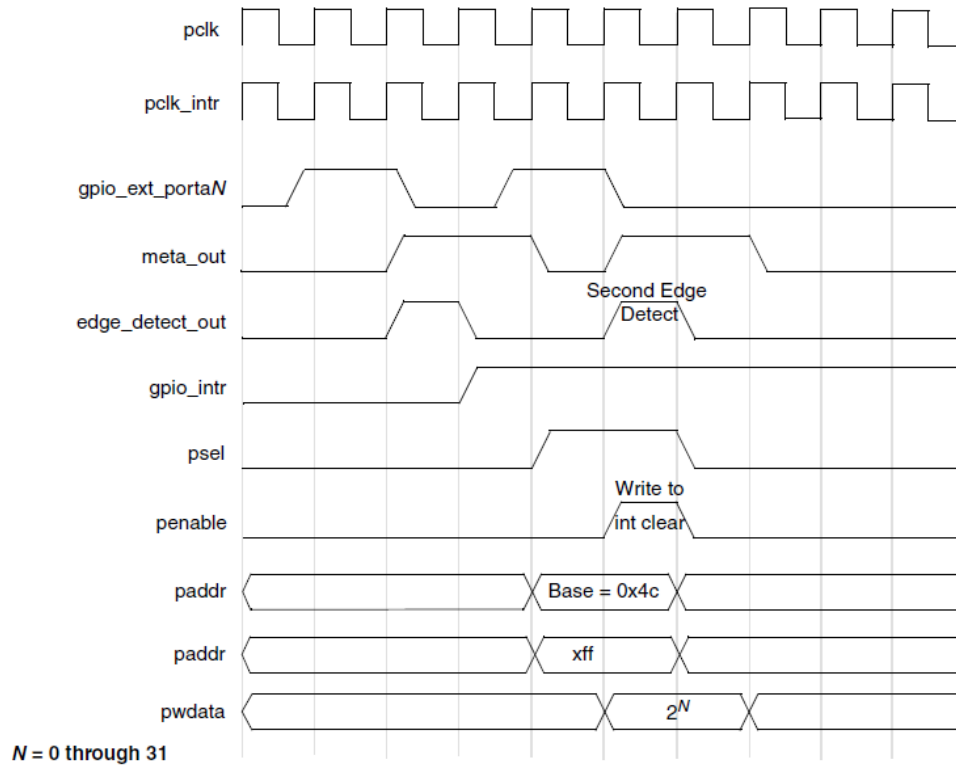 pclk
pclk_intr
gpio_ext_portaN
meta_out
Second Edge
edge_detect_out
Detect
gpio_intr
psel
Write to
penable
int clear
paddr
Base = 0x4c
paddr
xff
pwdata
2^N
N = 0 through 31